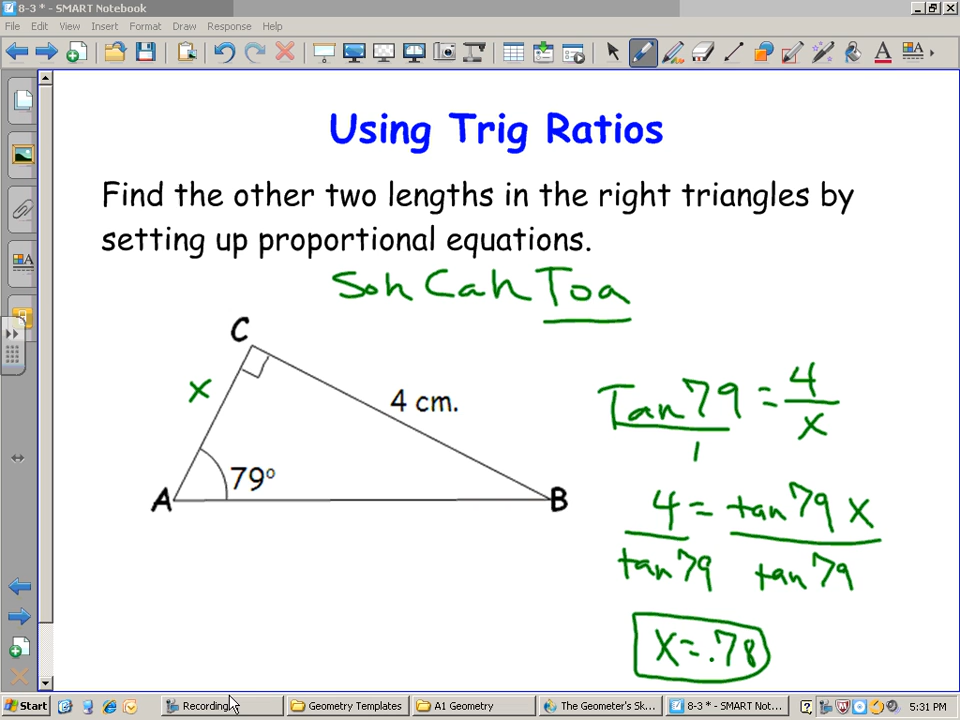 8-3 * - SMART Notebook
File Edit View Insert Format Draw Response Help
Using Trig Ratios
Find the other two lengths in the right triangles by
setting up proportional equations.
Soh Cah Toa
C
x
4 cm.
79°
A
B
Tan 79 = 4
1 x
4 = tan 79 x
tan 79 tan 79
x = .78
Start Recording... Geometry Templates A1 Geometry The Geometer's Sk... 8-3 * - SMART Not... 5:31 PM